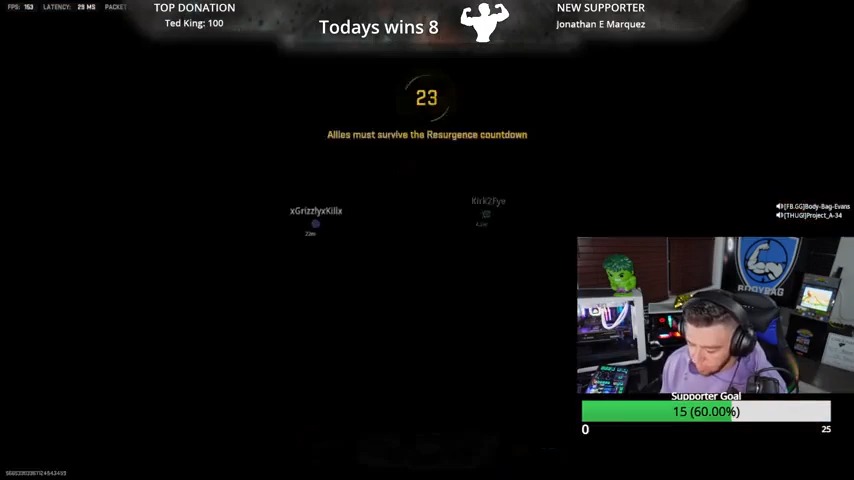 FPS: 153 LATENCY: 29 MS PACKET
TOP DONATION
Ted King: 100
Todays wins 8
NEW SUPPORTER
Jonathan E Marquez
23
Allies must survive the Resurgence countdown
xGrizzlyxKillx
Kirk2Fye
[FB.GG]Body-Bag-Evans
[THUG]Project_A-34
BODYBAG
Supporter Goal
15 (60.00%)
0
25